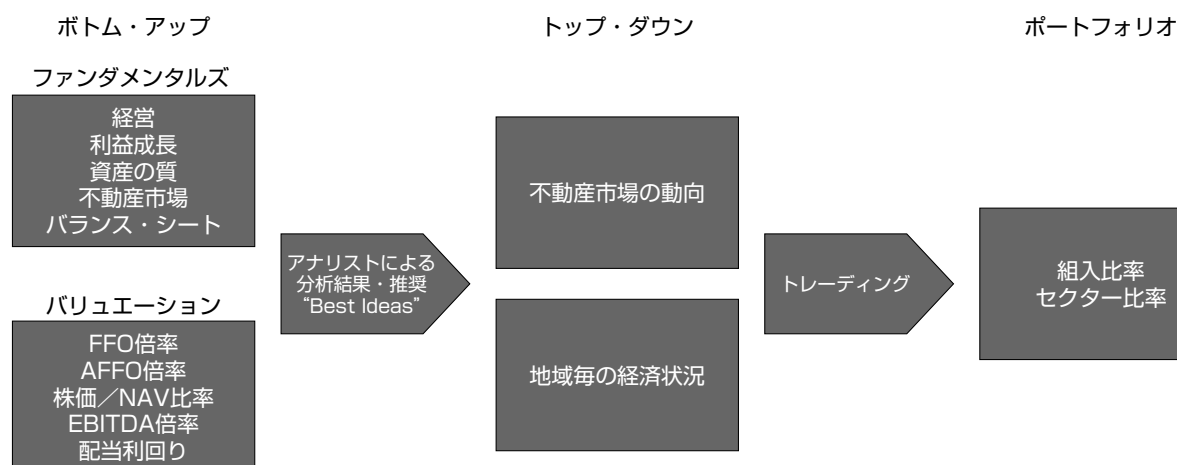 ボトム・アップ
トップ・ダウン
ポートフォリオ
ファンダメンタルズ
経営
利益成長
資産の質
不動産市場
バランス・シート
バリュエーション
FFO倍率
AFFO倍率
株価／NAV比率
EBITDA倍率
配当利回り
アナリストによる
分析結果・推奨
“Best Ideas”
不動産市場の動向
地域毎の経済状況
トレーディング
組入比率
セクター比率